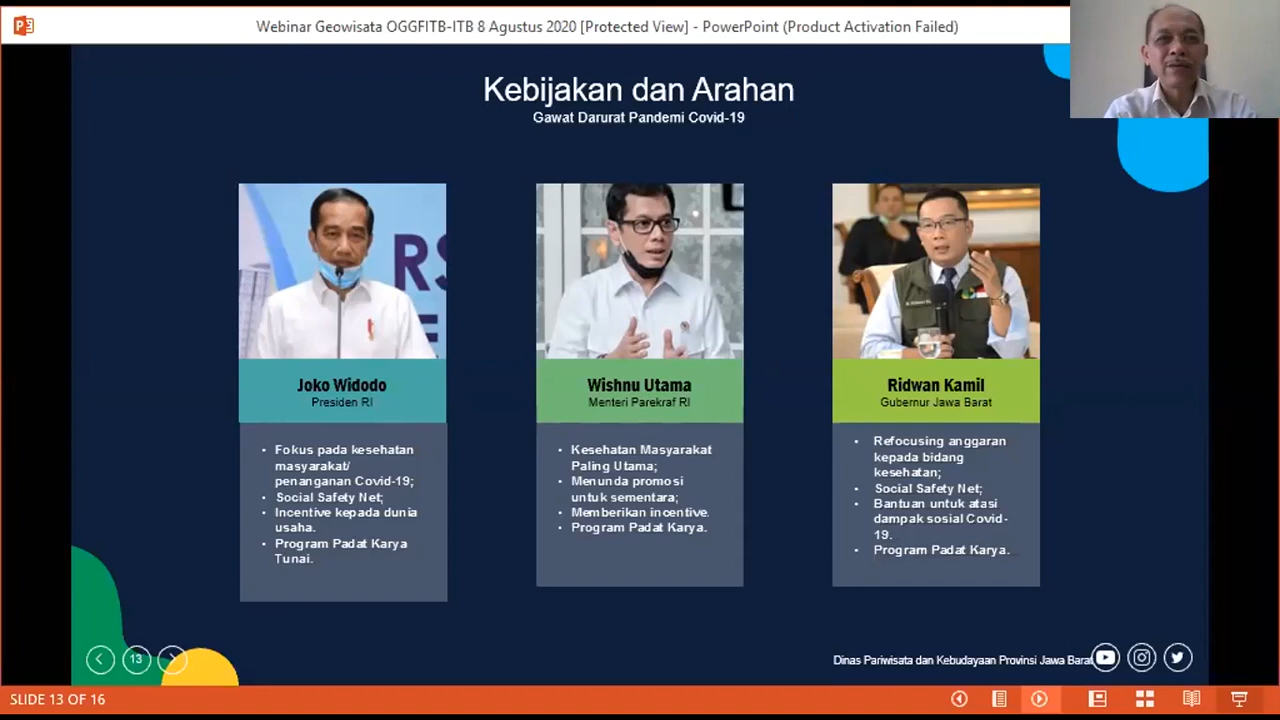 Webinar Geowisata OGGFITB-ITB 8 Agustus 2020 [Protected View] - PowerPoint (Product Activation Failed)
Kebijakan dan Arahan
Gawat Darurat Pandemi Covid-19
RS
E
Joko Widodo
Presiden RI
• Fokus pada kesehatan
masyarakat/
penanganan Covid-19;
• Social Safety Net;
• Incentive kepada dunia
usaha.
• Program Padat Karya
Tunai.
Wishnu Utama
Menteri Parekraf RI
• Kesehatan Masyarakat
Paling Utama;
• Menunda promosi
untuk sementara;
• Memberikan incentive.
• Program Padat Karya.
Ridwan Kamil
Gubernur Jawa Barat
• Refocusing anggaran
kepada bidang
kesehatan;
• Social Safety Net;
• Bantuan untuk atasi
dampak sosial Covid-
19.
• Program Padat Karya.
13
Dinas Pariwisata dan Kebudayaan Provinsi Jawa Barat
SLIDE 13 OF 16